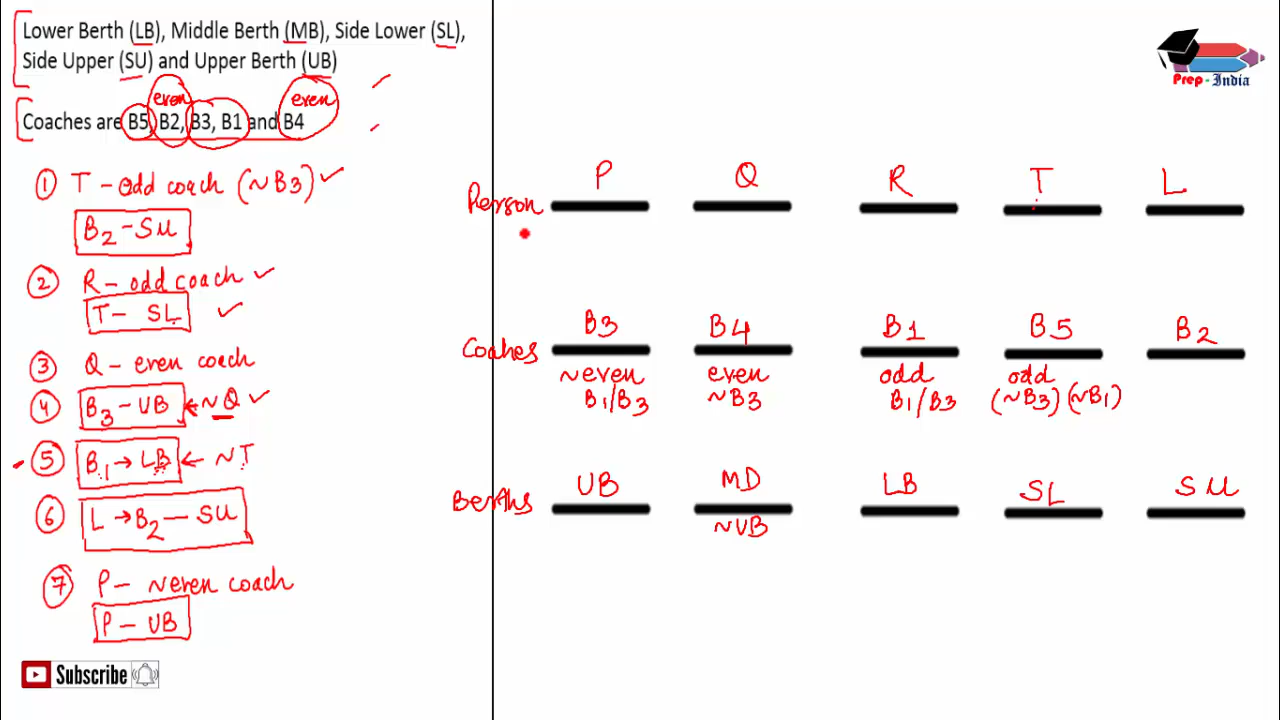 Lower Berth (LB), Middle Berth (MB), Side Lower (SL),
Side Upper (SU) and Upper Berth (UB)
even even
Coaches are B5, B2, B3, B1 and B4
① T - odd coach (~B3) ✓
B2 - SU
② R - odd coach ✓
T - SL ✓
③ Q - even coach
④ B3 - UB ← ~Q ✓
⑤ B1 → LB ← ~T
⑥ L → B2 - SU
⑦ P - ~even coach
P - UB
Subscribe
Prep-India
P Q R T L
Person
B3 B4 B1 B5 B2
Coahes
~even even odd odd
B1/B3 ~B3 B1/B3 (~B3) (~B1)
UB MD LB SL SU
Berths
~UB